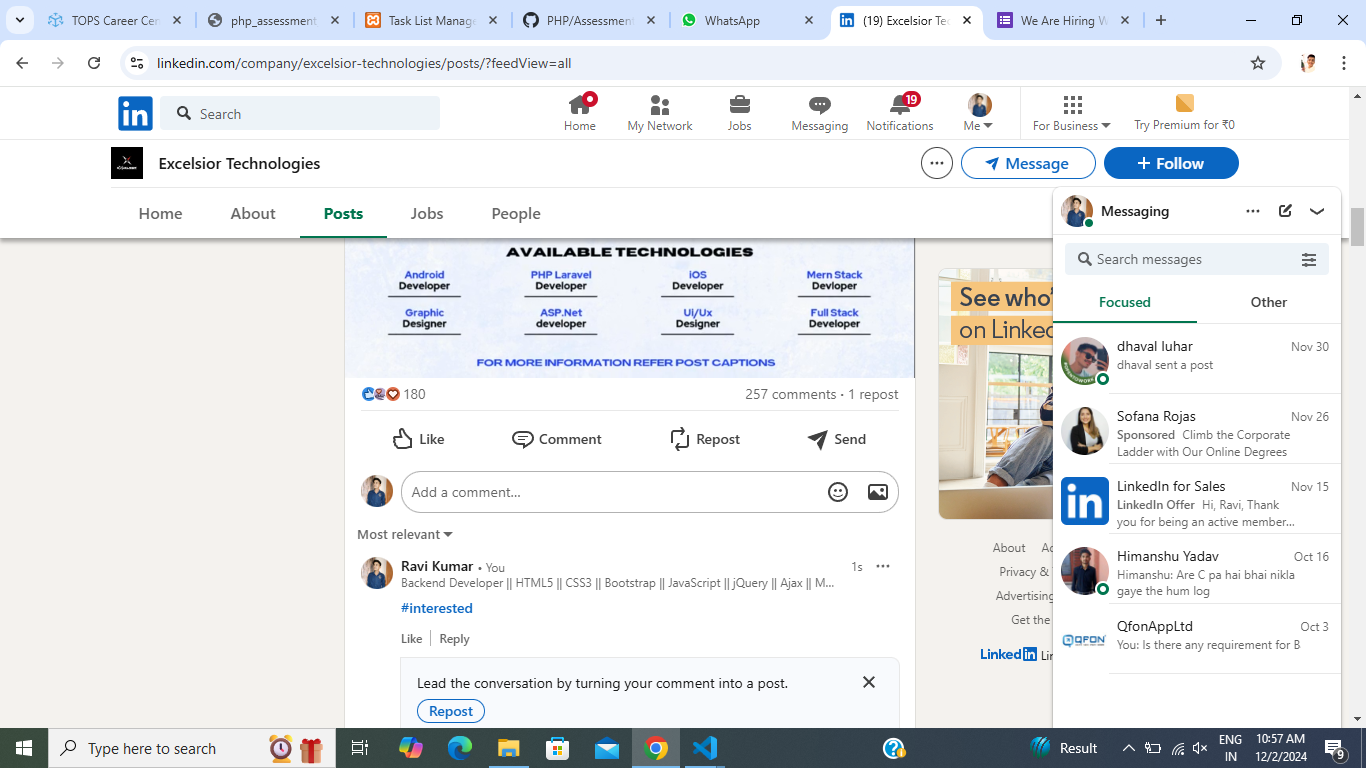 TOPS Career Cen
php_assessment
Task List Manage
PHP/Assessment
WhatsApp
(19) Excelsior Te
We Are Hiring W
linkedin.com/company/excelsior-technologies/posts/?feedView=all
in
Search
Home
My Network
Jobs
Messaging
19
Notifications
Me
For Business
Try Premium for ₹0
Excelsior Technologies
Message
+ Follow
Home
About
Posts
Jobs
People
AVAILABLE TECHNOLOGIES
Android
Developer
PHP Laravel
Developer
iOS
Developer
Mern Stack
Devloper
Graphic
Designer
ASP.Net
developer
Ui/Ux
Designer
Full Stack
Developer
FOR MORE INFORMATION REFER POST CAPTIONS
180
257 comments · 1 repost
Like
Comment
Repost
Send
Add a comment...
Most relevant
Ravi Kumar • You
1s
Backend Developer || HTML5 || CSS3 || Bootstrap || JavaScript || jQuery || Ajax || M...
#interested
Like
Reply
Lead the conversation by turning your comment into a post.
Repost
See who'
on Linked
About
Privacy &
Advertising
Get the
LinkedIn
Messaging
Search messages
Focused
Other
dhaval luhar
Nov 30
dhaval sent a post
Sofana Rojas
Nov 26
Sponsored Climb the Corporate
Ladder with Our Online Degrees
in
LinkedIn for Sales
Nov 15
LinkedIn Offer Hi, Ravi, Thank
you for being an active member...
Himanshu Yadav
Oct 16
Himanshu: Are C pa hai bhai nikla
gaye the hum log
QFON
QfonAppLtd
Oct 3
You: Is there any requirement for B
Type here to search
Result
ENG
IN
10:57 AM
12/2/2024
9